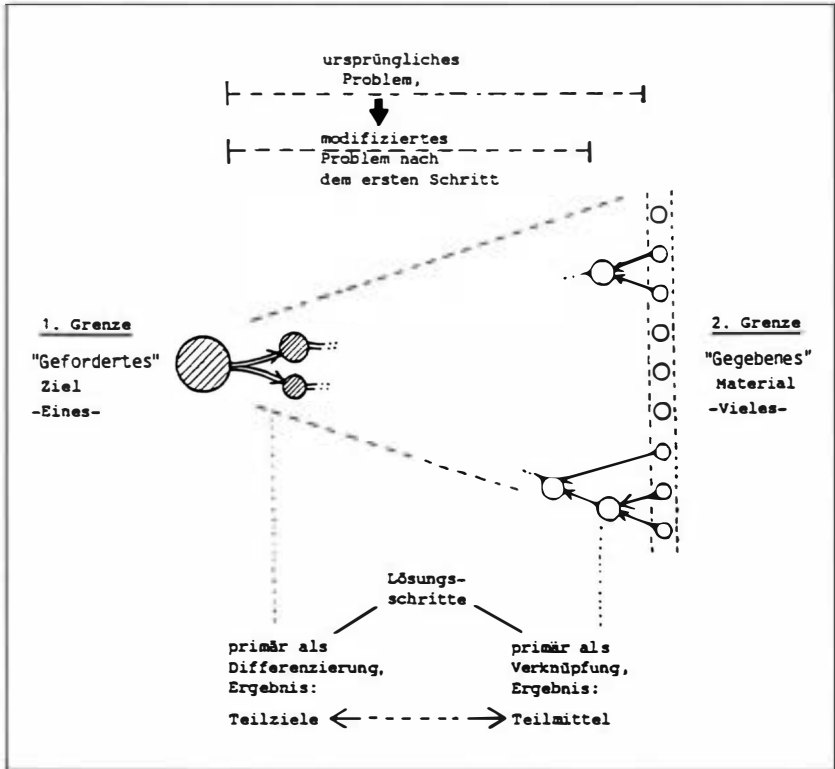 ursprüngliches
Problem,
modifiziertes
Problem nach
dem ersten Schritt
1. Grenze
"Gefordertes"
Ziel
-Eines-
2. Grenze
"Gegebenes"
Material
-Vieles-
Lösungs-
schritte
primär als
Differenzierung,
Ergebnis:
Teilziele
primär als
Verknüpfung,
Ergebnis:
Teilmittel